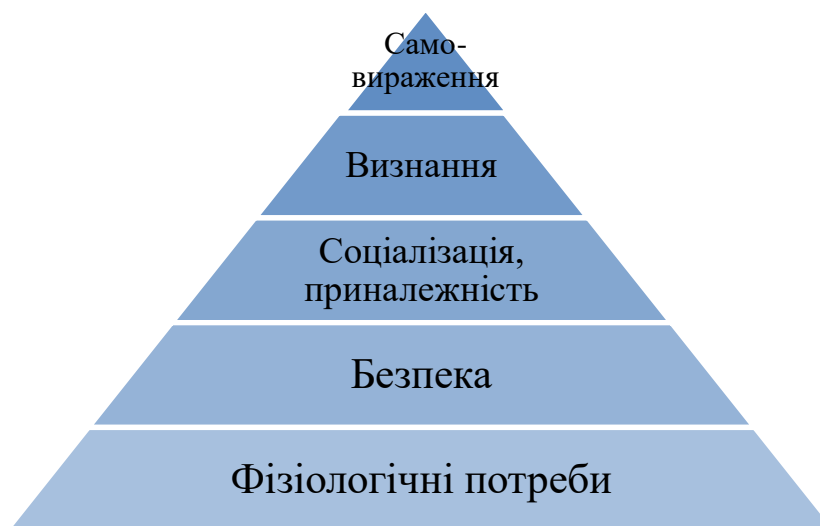 Само-
вираження
Визнання
Соціалізація,
приналежність
Безпека
Фізіологічні потреби